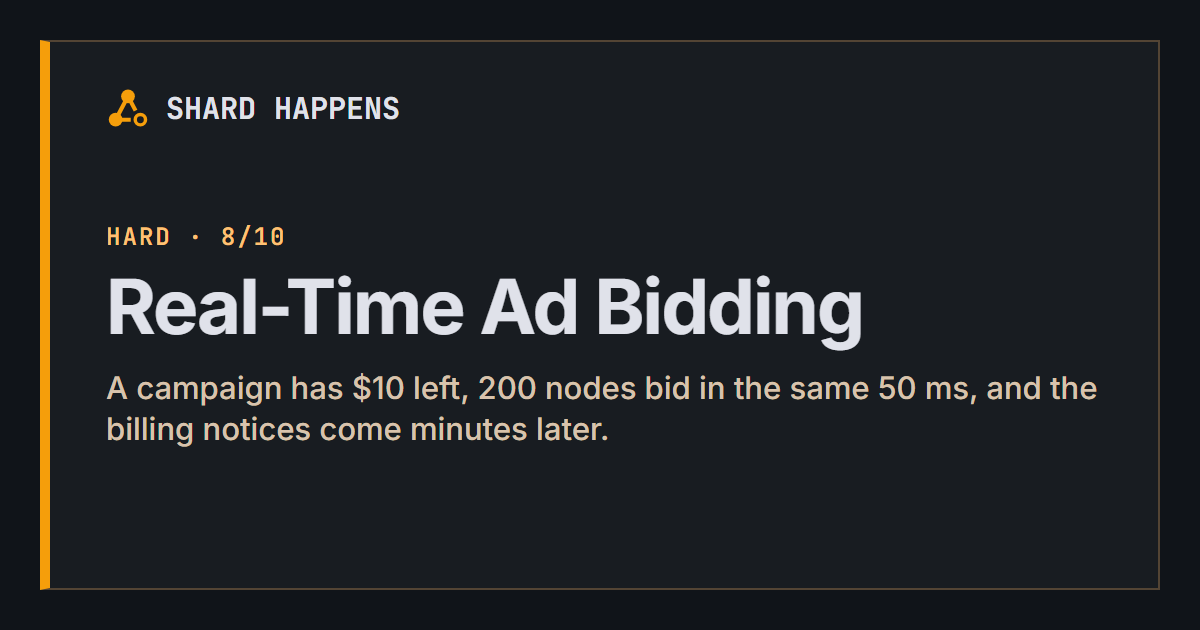 SHARD HAPPENS
HARD · 8/10
Real-Time Ad Bidding
A campaign has $10 left, 200 nodes bid in the same 50 ms, and the
billing notices come minutes later.